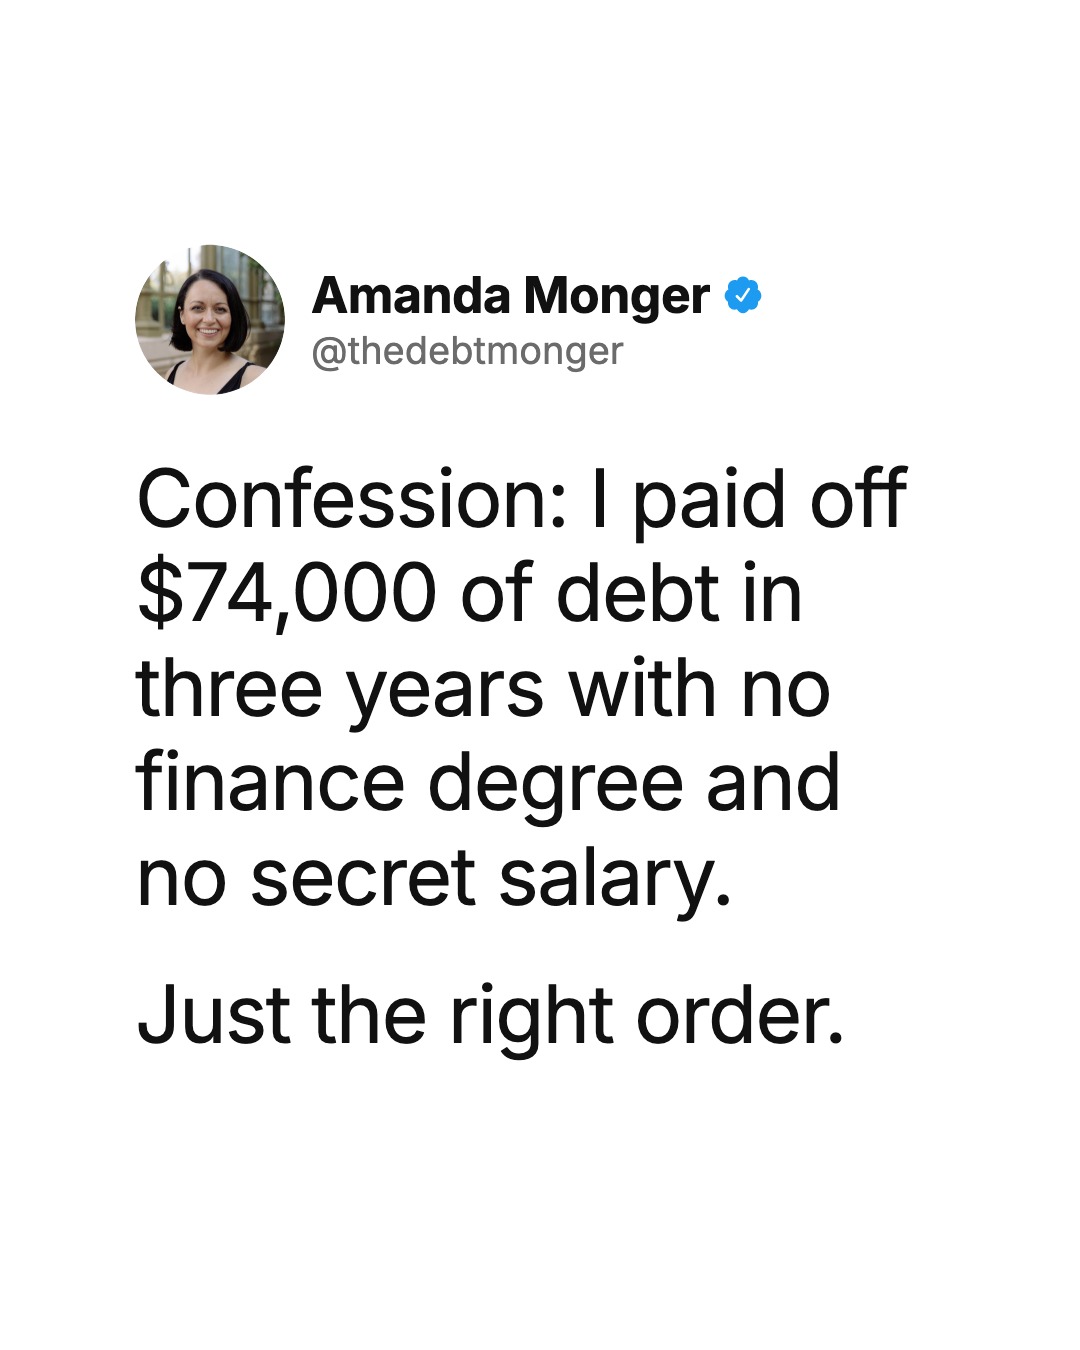 Amanda Monger
@thedebtmonger
Confession: I paid off
$74,000 of debt in
three years with no
finance degree and
no secret salary.
Just the right order.